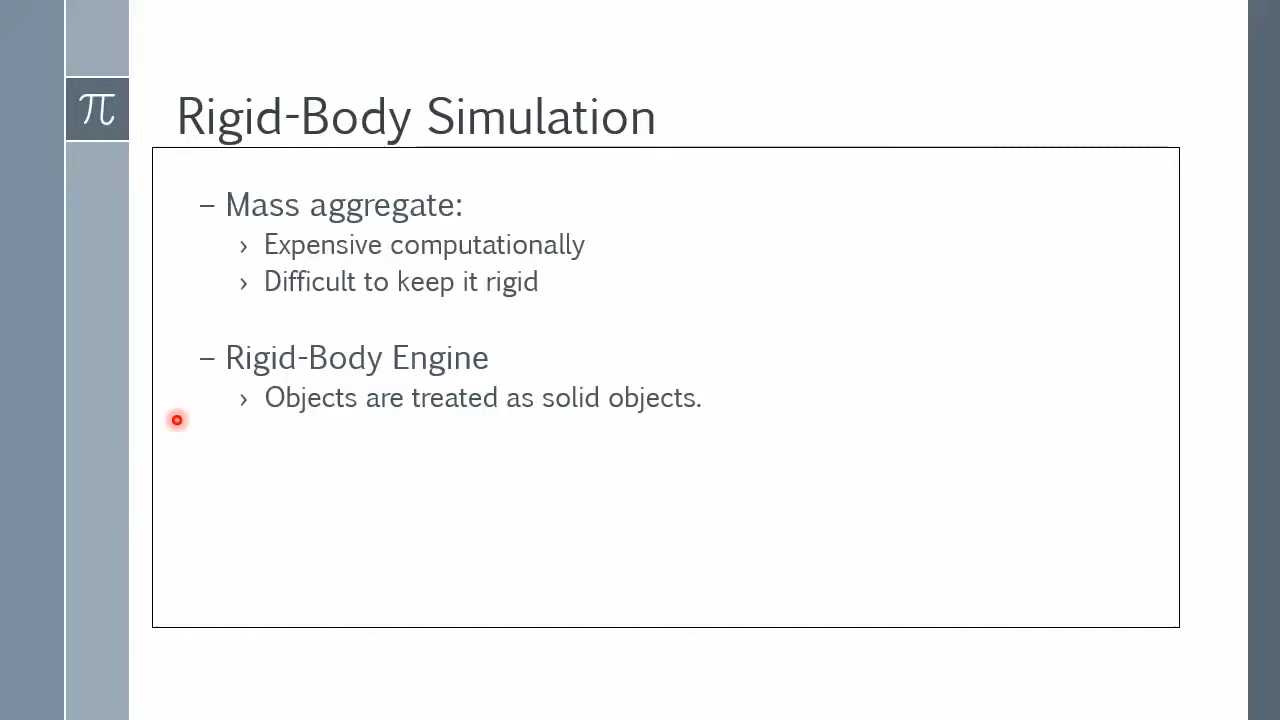 π
Rigid-Body Simulation
– Mass aggregate:
› Expensive computationally
› Difficult to keep it rigid
– Rigid-Body Engine
› Objects are treated as solid objects.